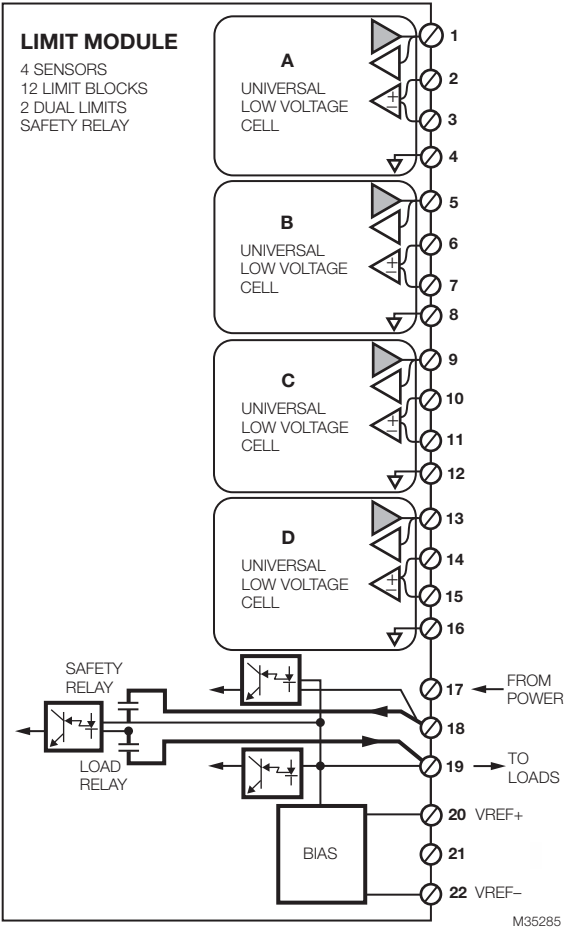 LIMIT MODULE
4 SENSORS
12 LIMIT BLOCKS
2 DUAL LIMITS
SAFETY RELAY
A
UNIVERSAL
LOW VOLTAGE
CELL
1
2
3
4
B
UNIVERSAL
LOW VOLTAGE
CELL
5
6
7
8
C
UNIVERSAL
LOW VOLTAGE
CELL
9
10
11
12
D
UNIVERSAL
LOW VOLTAGE
CELL
13
14
15
16
SAFETY
RELAY
LOAD
RELAY
17 FROM
POWER
18
19 TO
LOADS
BIAS
20 VREF+
21
22 VREF–
M35285